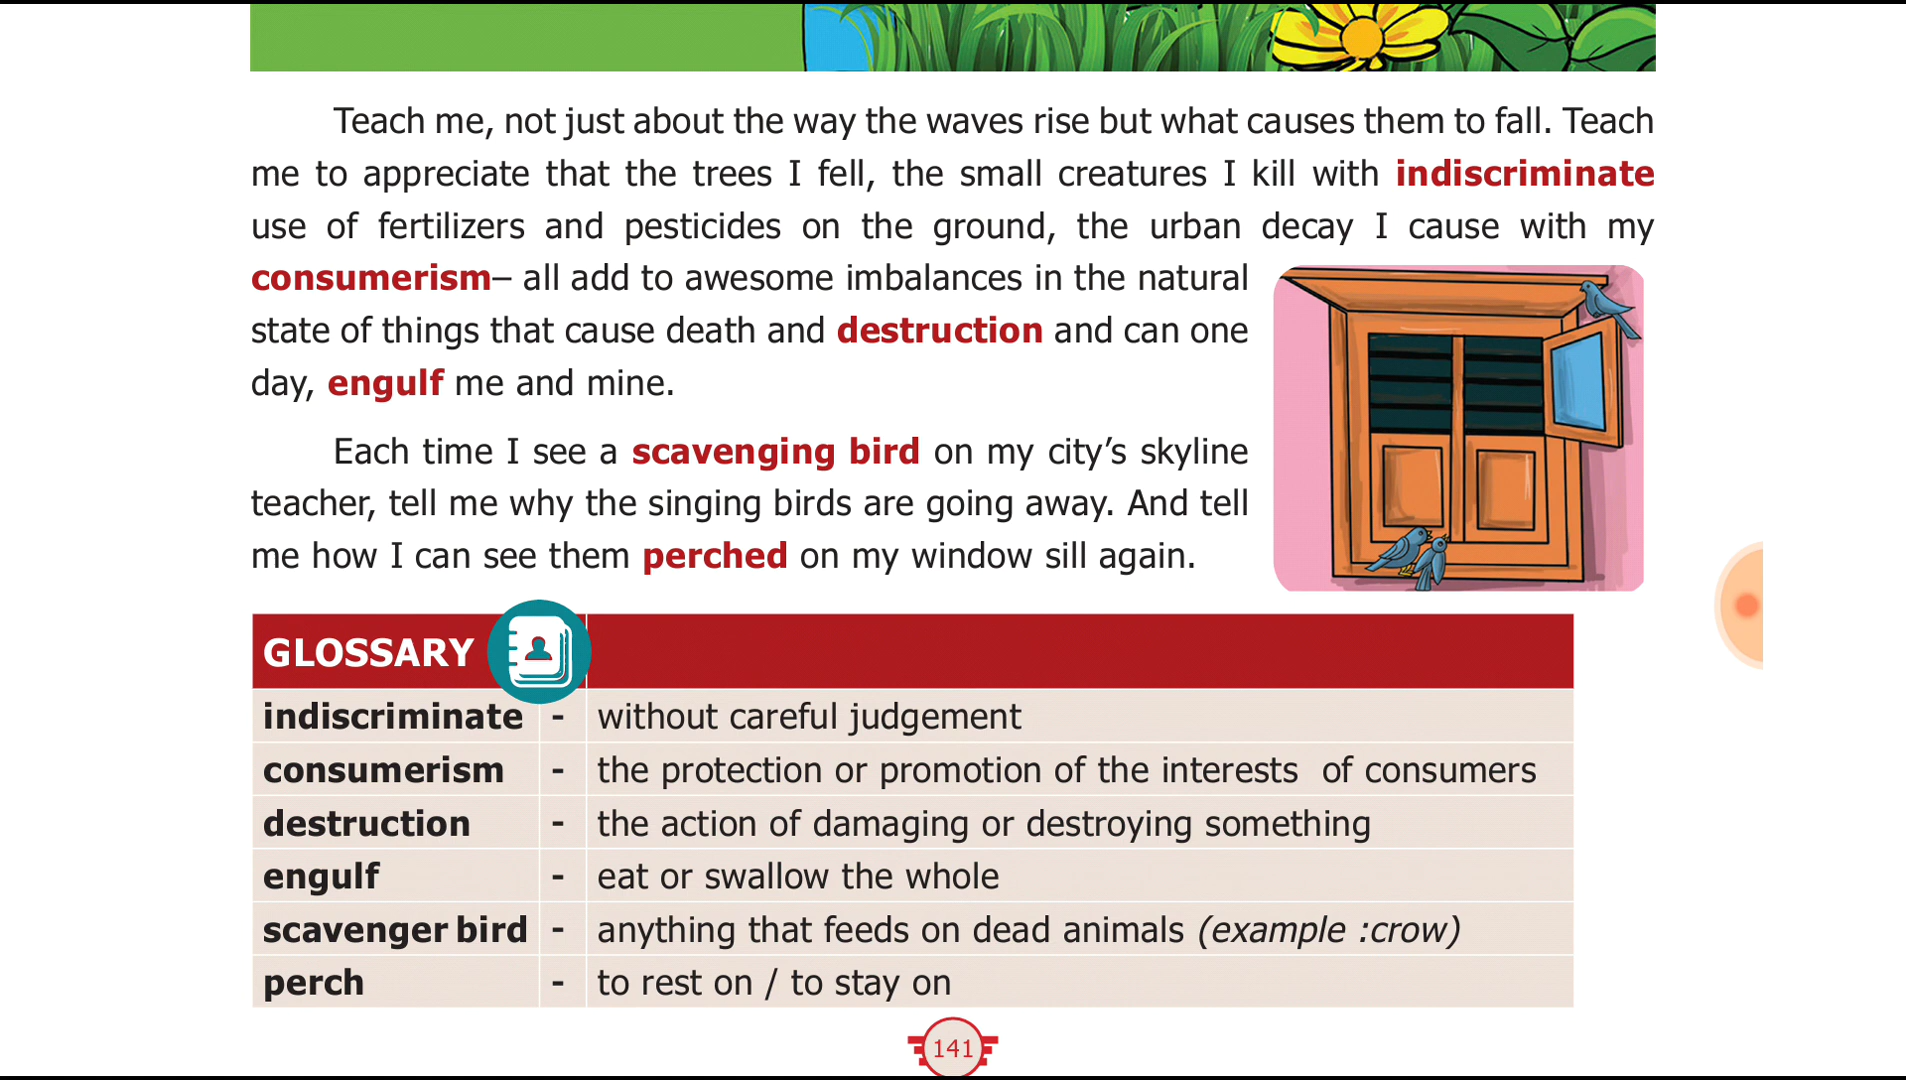 Teach me, not just about the way the waves rise but what causes them to fall. Teach
me to appreciate that the trees I fell, the small creatures I kill with indiscriminate
use of fertilizers and pesticides on the ground, the urban decay I cause with my
consumerism– all add to awesome imbalances in the natural
state of things that cause death and destruction and can one
day, engulf me and mine.
Each time I see a scavenging bird on my city’s skyline
teacher, tell me why the singing birds are going away. And tell
me how I can see them perched on my window sill again.
GLOSSARY
indiscriminate - without careful judgement
consumerism - the protection or promotion of the interests of consumers
destruction - the action of damaging or destroying something
engulf - eat or swallow the whole
scavenger bird - anything that feeds on dead animals (example :crow)
perch - to rest on / to stay on
141